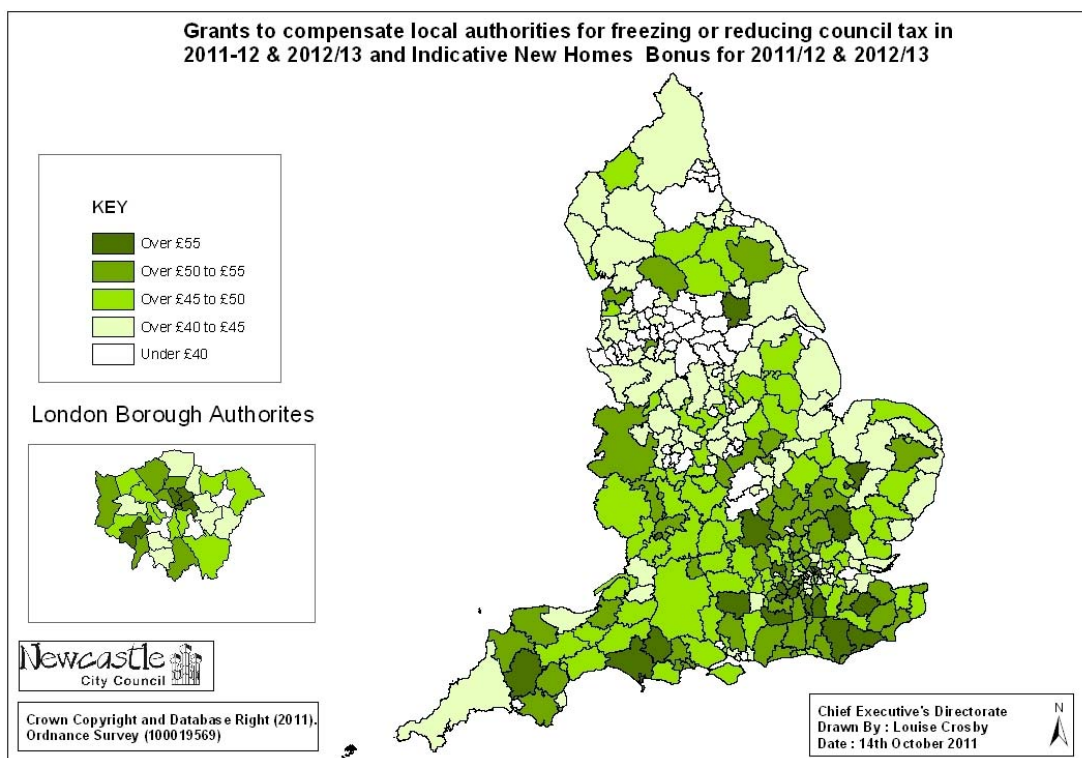 Grants to compensate local authorities for freezing or reducing council tax in
2011-12 & 2012/13 and Indicative New Homes Bonus for 2011/12 & 2012/13
KEY
Over £55
Over £50 to £55
Over £45 to £50
Over £40 to £45
Under £40
London Borough Authorites
Newcastle
City Council
Crown Copyright and Database Right (2011).
Ordnance Survey (100019569)
Chief Executive's Directorate
Drawn By : Louise Crosby
Date : 14th October 2011
N